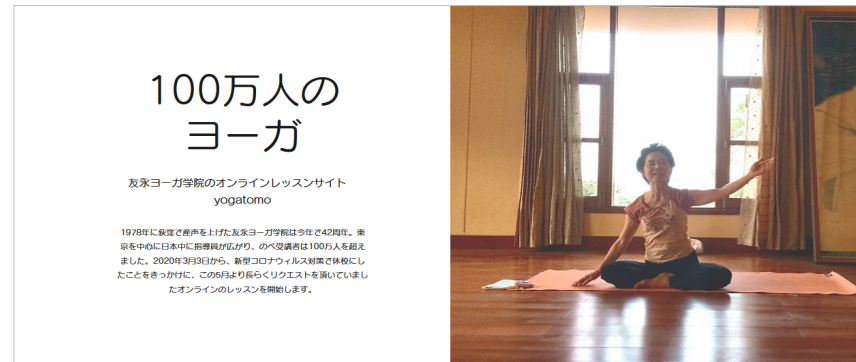 100万人の
ヨーガ
友永ヨーガ学院のオンラインレッスンサイト
yogatomo
1978年に荻窪で産声を上げた友永ヨーガ学院は今年で42周年。東
京を中心に日本中に指導員が広がり、のべ受講者は100万人を超え
ました。2020年3月3日から、新型コロナウィルス対策で休校にし
たことをきっかけに、この5月より長らくリクエストを頂いていまし
たオンラインのレッスンを開始します。